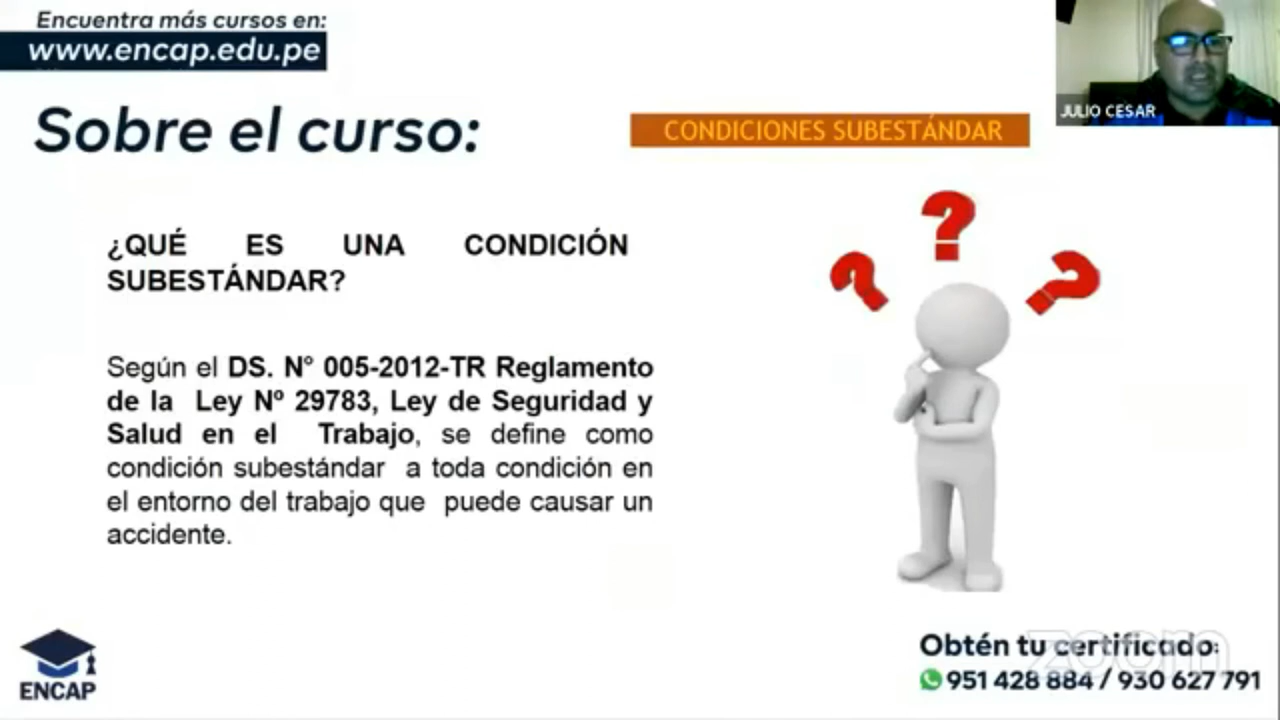 Encuentra más cursos en:
www.encap.edu.pe
JULIO CESAR
Sobre el curso:
CONDICIONES SUBESTÁNDAR
¿QUÉ ES UNA CONDICIÓN
SUBESTÁNDAR?
Según el DS. N° 005-2012-TR Reglamento
de la Ley Nº 29783, Ley de Seguridad y
Salud en el Trabajo, se define como
condición subestándar a toda condición en
el entorno del trabajo que puede causar un
accidente.
ENCAP
Obtén tu certificado:
zoom
951 428 884 / 930 627 791